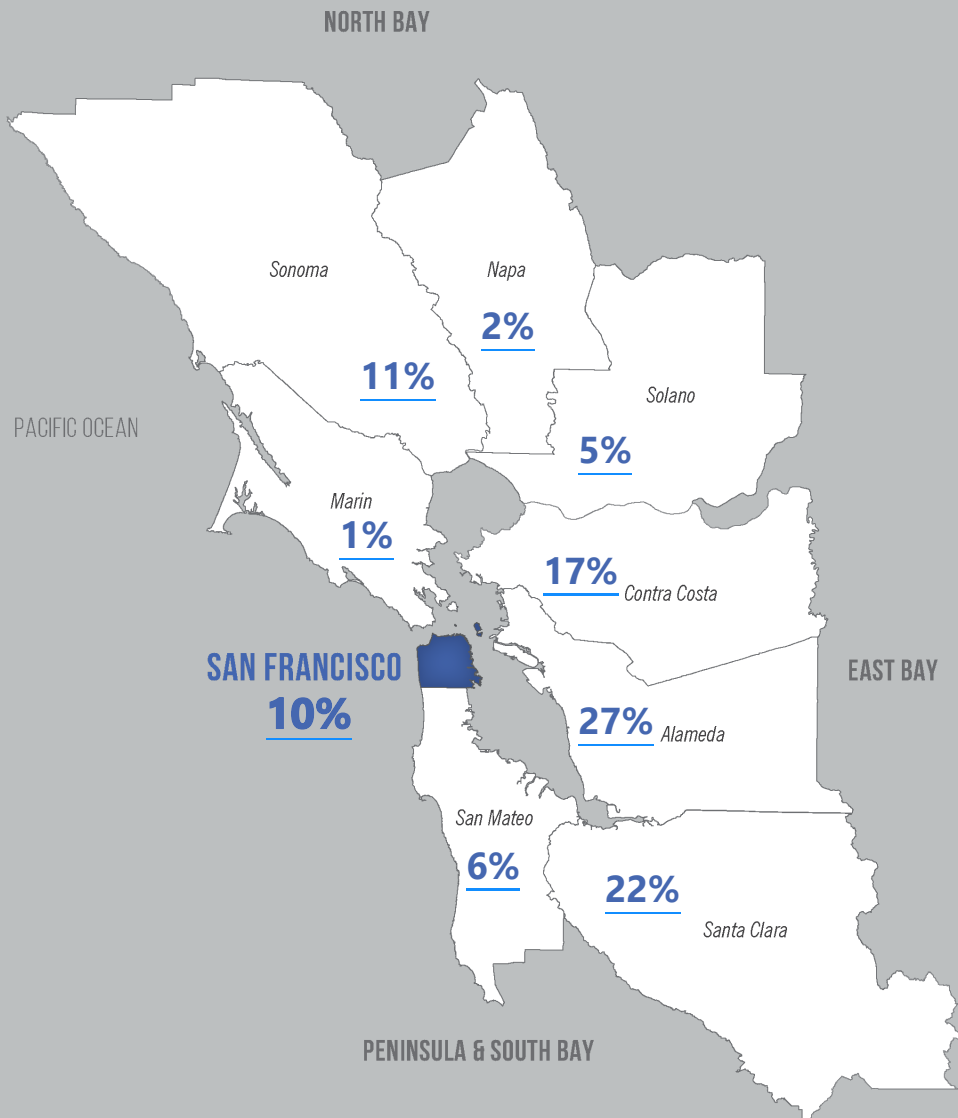 NORTH BAY
Sonoma
Napa
2%
11%
Solano
PACIFIC OCEAN
5%
Marin
1%
17%
Contra Costa
SAN FRANCISCO
10%
EAST BAY
27%
Alameda
San Mateo
6%
22%
Santa Clara
PENINSULA & SOUTH BAY